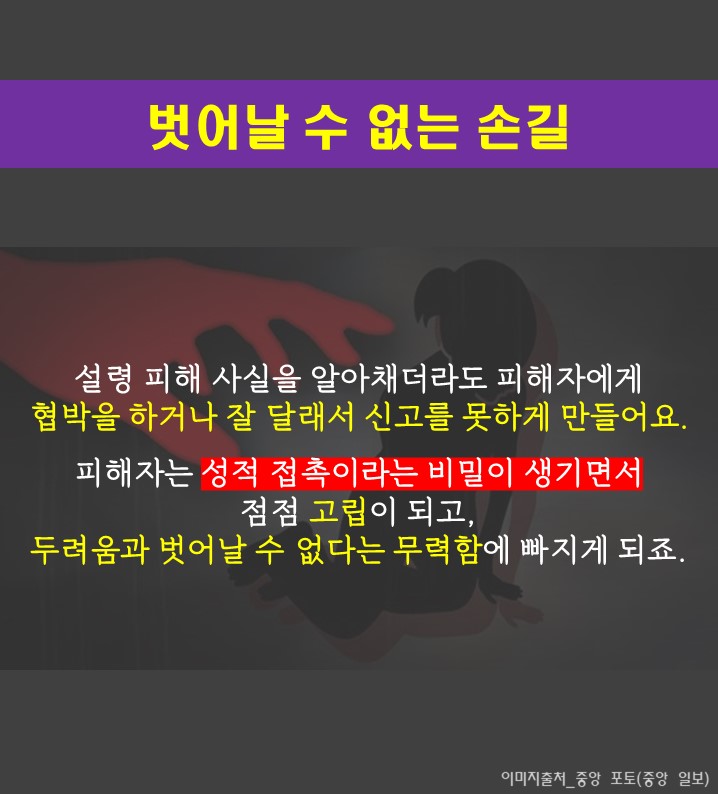 벗어날 수 없는 손길
설령 피해 사실을 알아채더라도 피해자에게
협박을 하거나 잘 달래서 신고를 못하게 만들어요.
피해자는 성적 접촉이라는 비밀이 생기면서
점점 고립이 되고,
두려움과 벗어날 수 없다는 무력함에 빠지게 되죠.
이미지출처_중앙 포토(중앙 일보)